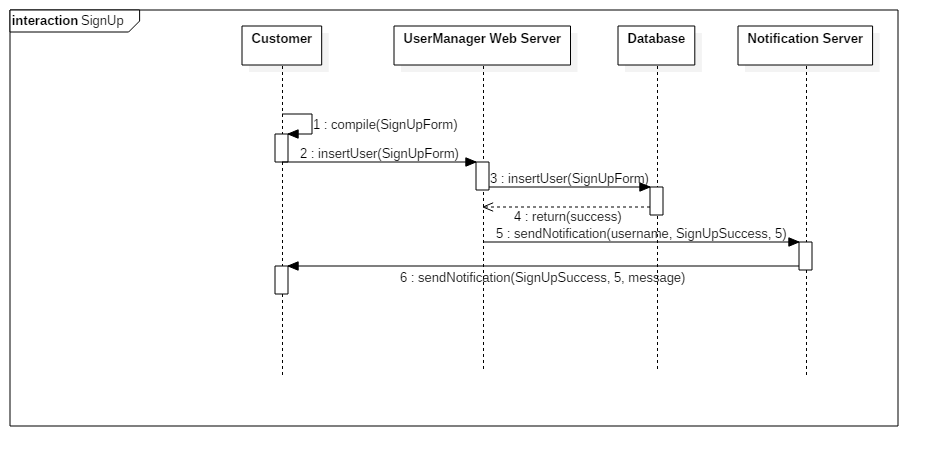 interaction SignUp
Customer
UserManager Web Server
Database
Notification Server
1 : compile(SignUpForm)
2 : insertUser(SignUpForm)
3 : insertUser(SignUpForm)
4 : return(success)
5 : sendNotification(username, SignUpSuccess, 5)
6 : sendNotification(SignUpSuccess, 5, message)